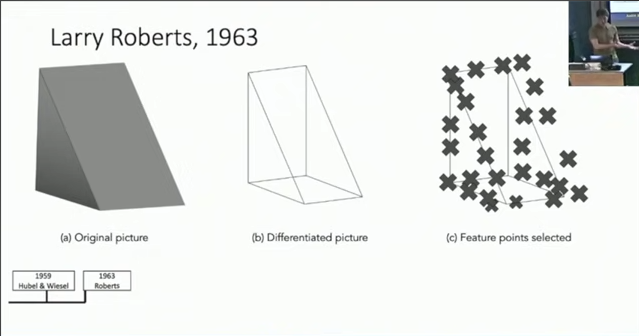 Larry Roberts, 1963
(a) Original picture
(b) Differentiated picture
(c) Feature points selected
1959
Hubel & Wiesel
1963
Roberts